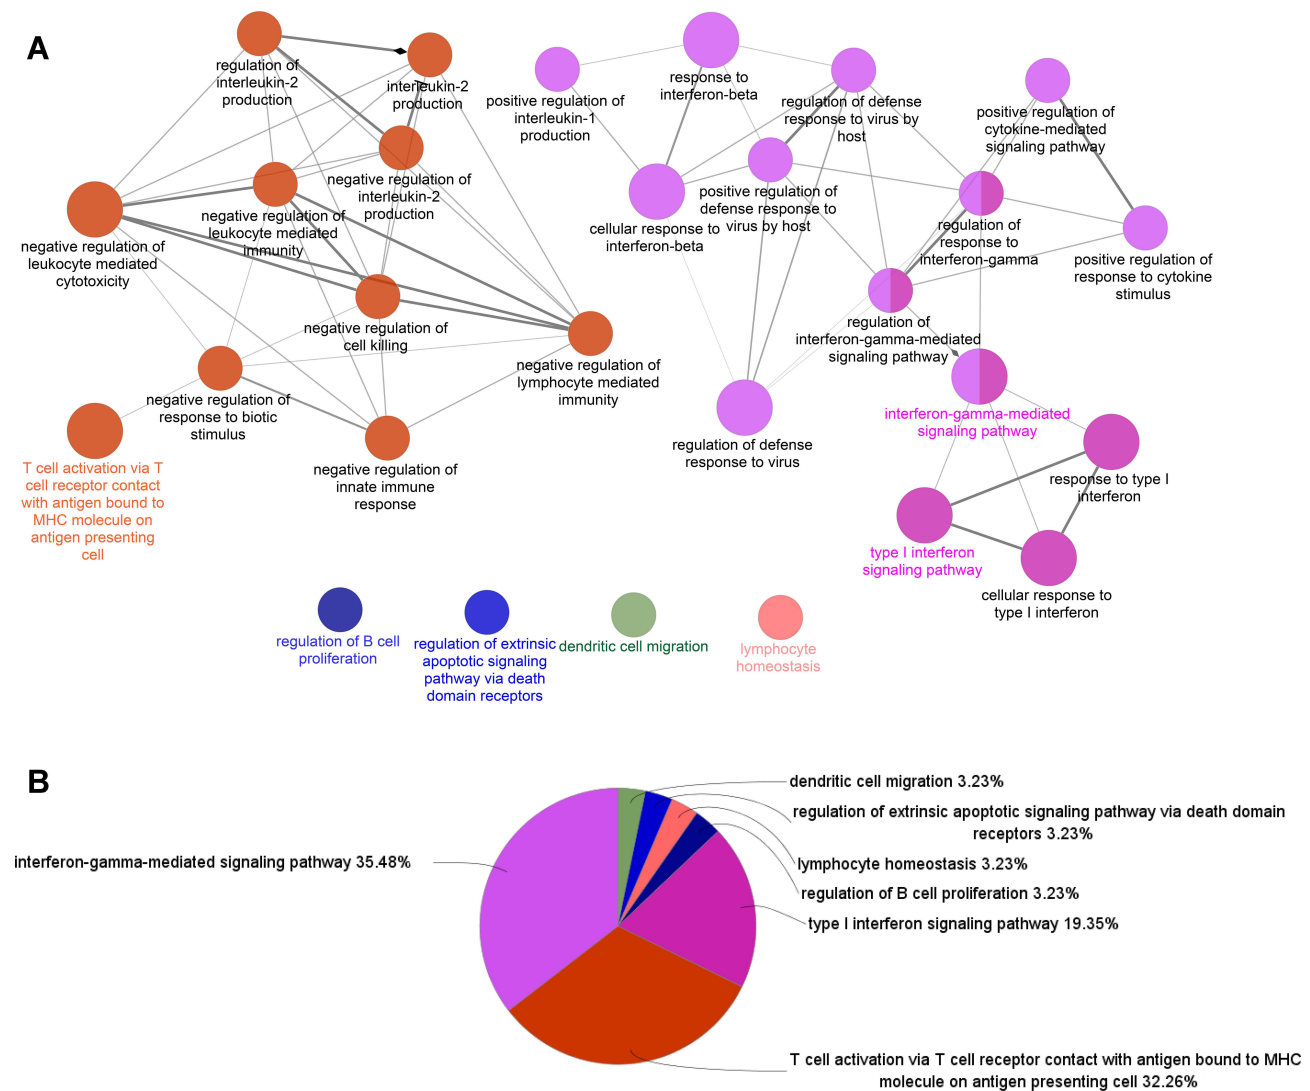 A
regulation of
interleukin-2
production
interleukin-2
production
negative regulation of
interleukin-2
production
negative regulation of
leukocyte mediated
immunity
negative regulation of
leukocyte mediated
cytotoxicity
negative regulation of
cell killing
negative regulation of
lymphocyte mediated
immunity
negative regulation of
response to biotic
stimulus
negative regulation of
innate immune
response
T cell activation via T
cell receptor contact
with antigen bound to
MHC molecule on
antigen presenting
cell
positive regulation of
interleukin-1
production
response to
interferon-beta
regulation of defense
response to virus by
host
positive regulation of
cytokine-mediated
signaling pathway
cellular response to
interferon-beta
positive regulation of
defense response to
virus by host
regulation of
response to
interferon-gamma
positive regulation of
response to cytokine
stimulus
regulation of
interferon-gamma-mediated
signaling pathway
regulation of defense
response to virus
interferon-gamma-mediated
signaling pathway
response to type I
interferon
type I interferon
signaling pathway
cellular response to
type I interferon
regulation of B cell
proliferation
regulation of extrinsic
apoptotic signaling
pathway via death
domain receptors
dendritic cell migration
lymphocyte
homeostasis
B
dendritic cell migration 3.23%
regulation of extrinsic apoptotic signaling pathway via death domain
receptors 3.23%
lymphocyte homeostasis 3.23%
regulation of B cell proliferation 3.23%
type I interferon signaling pathway 19.35%
interferon-gamma-mediated signaling pathway 35.48%
T cell activation via T cell receptor contact with antigen bound to MHC
molecule on antigen presenting cell 32.26%